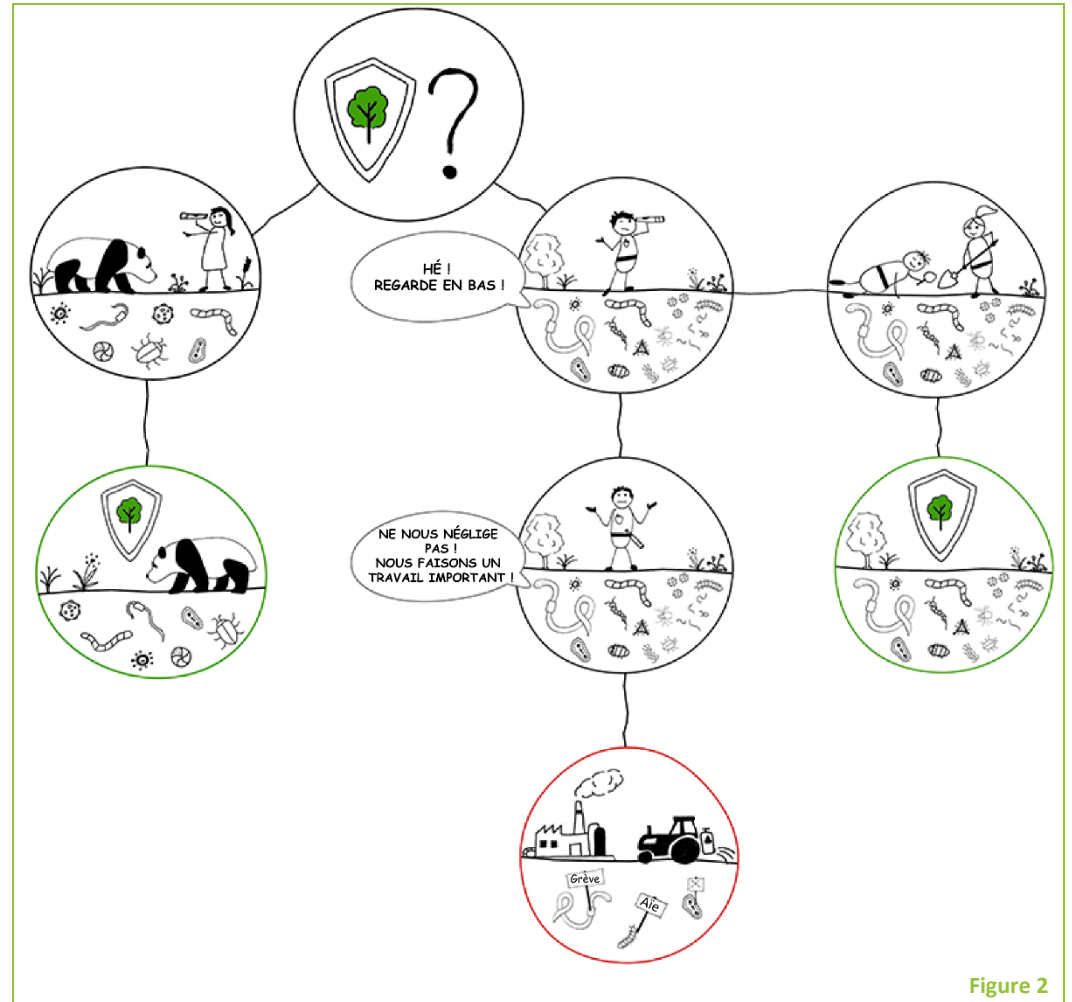 ?
HÉ !
REGARDE EN BAS !
NE NOUS NÉGLIGE
PAS !
NOUS FAISONS UN
TRAVAIL IMPORTANT !
Grève
Aïe
Figure 2